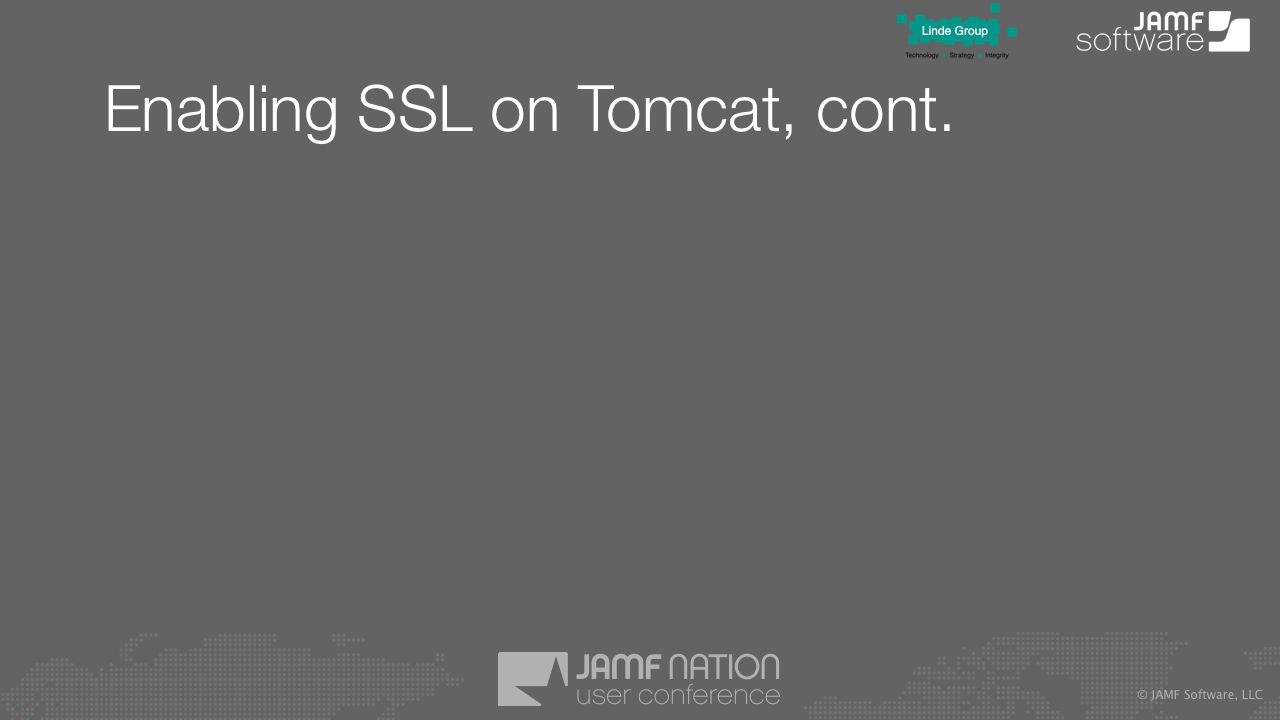 Linde Group
Technology Strategy Integrity
JAMF
software
Enabling SSL on Tomcat, cont.
JAMF NATION
user conference
© JAMF Software, LLC